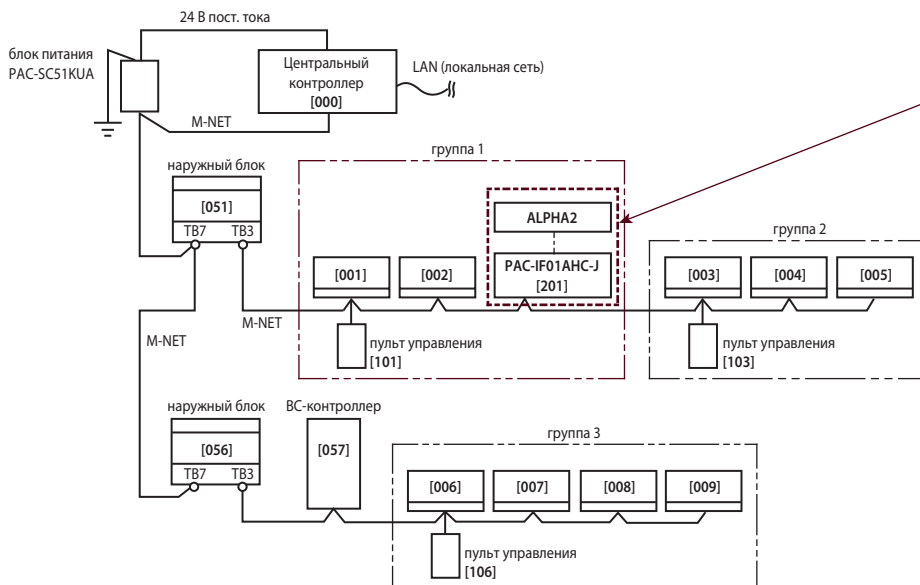 24 В пост. тока
блок питания
PAC-SC51KUA
Центральный
контроллер
[000]
LAN (локальная сеть)
M-NET
группа 1
наружный блок
[051]
TB7 TB3
ALPHA2
PAC-IF01AHC-J
[201]
[001]
[002]
группа 2
[003]
[004]
[005]
M-NET
M-NET
пульт управления
[101]
пульт управления
[103]
наружный блок
[056]
TB7 TB3
BC-контроллер
[057]
группа 3
[006]
[007]
[008]
[009]
пульт управления
[106]